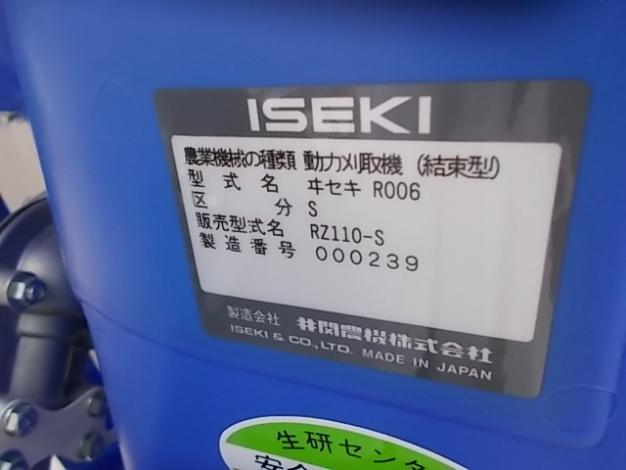 ISEKI
農業機械の種類 動力刈取機 (結束型)
型式名 ヰセキ R006
区分 S
販売型式名 RZ110-S
製造番号 000239
製造会社 井関農機株式会社
ISEKI & CO.,LTD. MADE IN JAPAN
生研センタ
安全